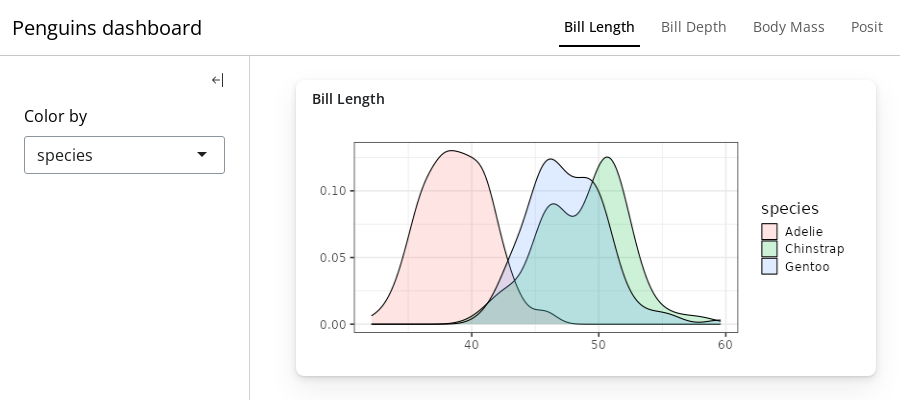 Penguins dashboard
Bill Length
Bill Depth
Body Mass
Posit
Color by
species
Bill Length
0.10
0.05
0.00
40
50
60
species
Adelie
Chinstrap
Gentoo